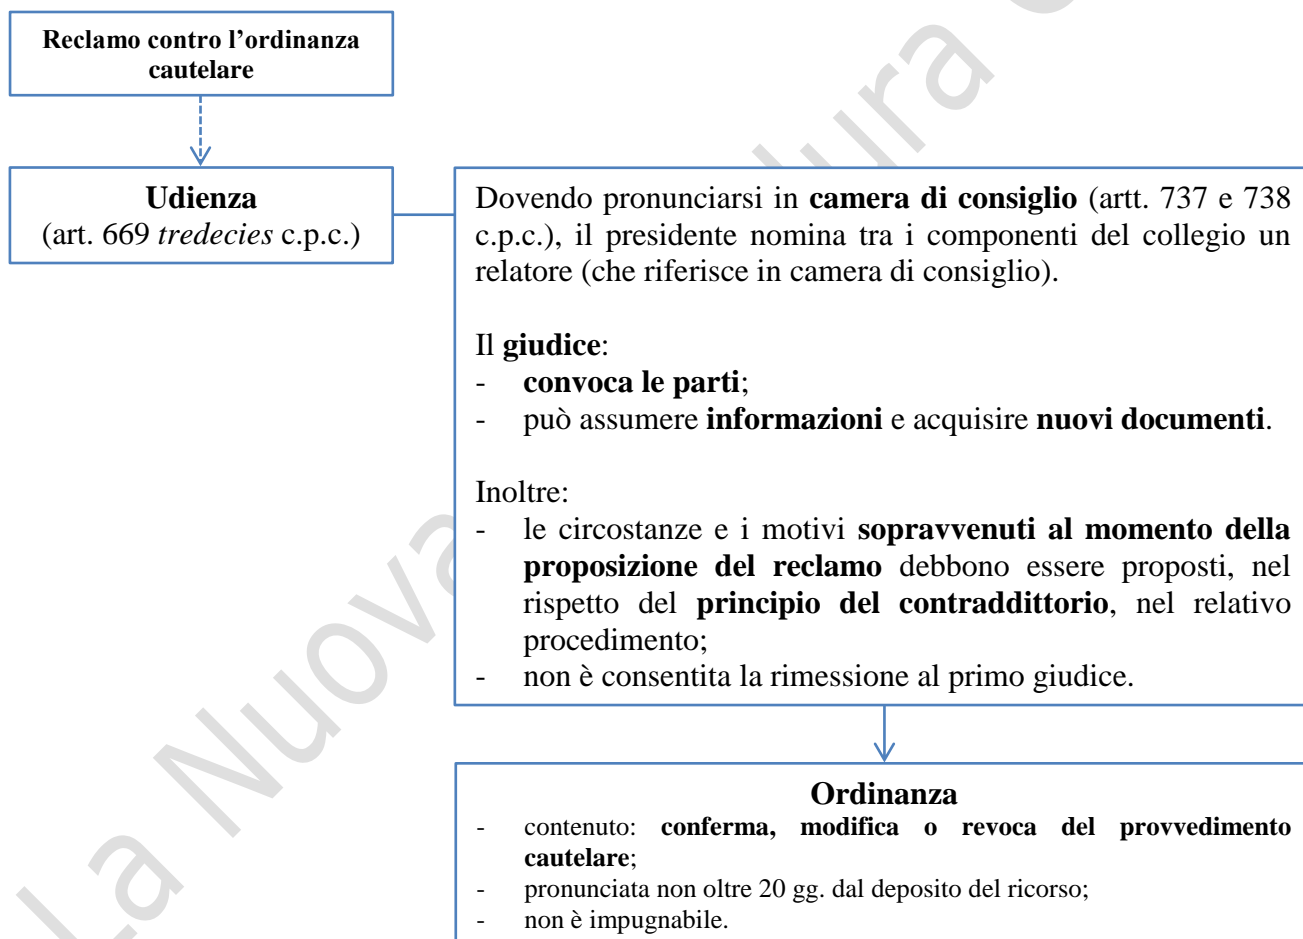 Reclamo contro l’ordinanza
cautelare
Udienza
(art. 669 tredecies c.p.c.)
Dovendo pronunciarsi in camera di consiglio (artt. 737 e 738
c.p.c.), il presidente nomina tra i componenti del collegio un
relatore (che riferisce in camera di consiglio).
Il giudice:
- convoca le parti;
- può assumere informazioni e acquisire nuovi documenti.
Inoltre:
- le circostanze e i motivi sopravvenuti al momento della
proposizione del reclamo debbono essere proposti, nel
rispetto del principio del contraddittorio, nel relativo
procedimento;
- non è consentita la rimessione al primo giudice.
Ordinanza
- contenuto: conferma, modifica o revoca del provvedimento
cautelare;
- pronunciata non oltre 20 gg. dal deposito del ricorso;
- non è impugnabile.
La Nuova